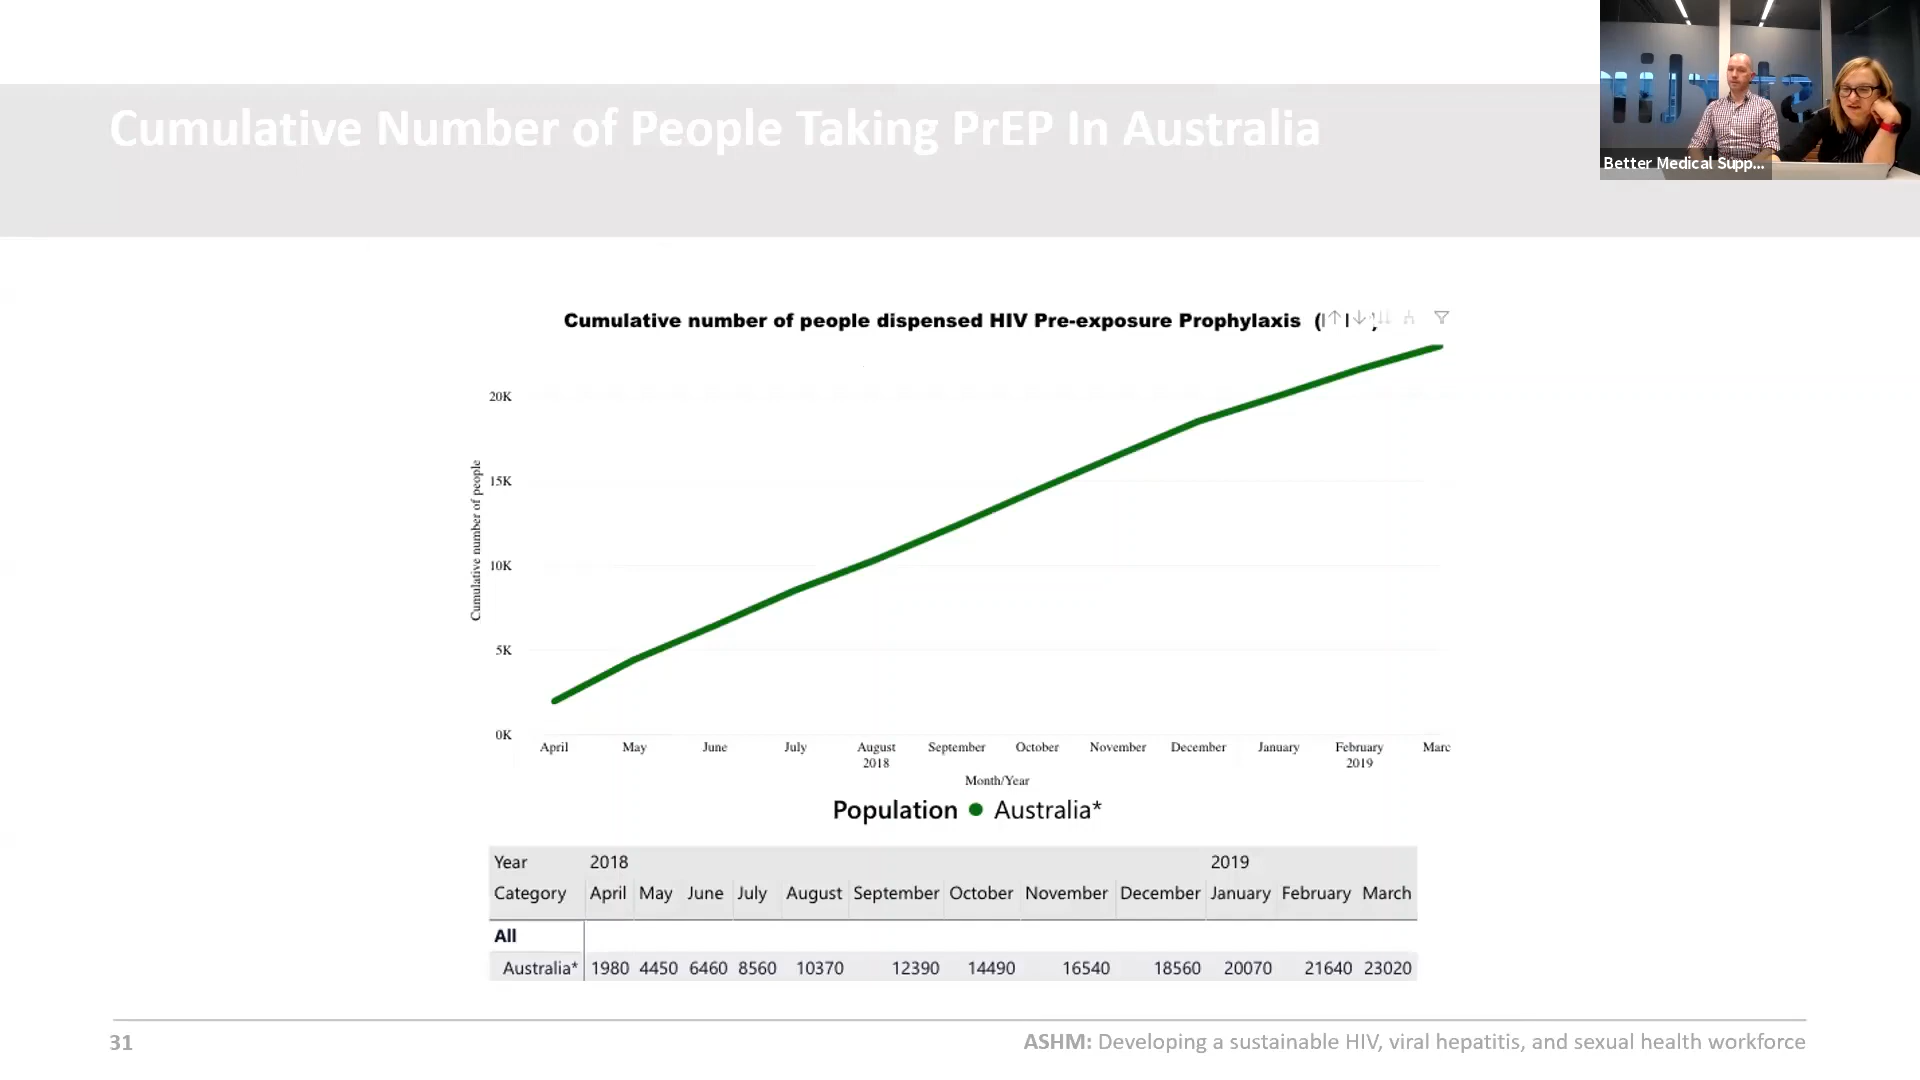 Cumulative Number of People Taking PrEP In Australia
Better Medical Supp...
Cumulative number of people dispensed HIV Pre-exposure Prophylaxis (
20K
15K
10K
5K
0K
Cumulative number of people
April May June July August September October November December January February Marc
2018 2019
Month/Year
Population Australia*
Year 2018 2019
Category April May June July August September October November December January February March
All
Australia* 1980 4450 6460 8560 10370 12390 14490 16540 18560 20070 21640 23020
31
ASHM: Developing a sustainable HIV, viral hepatitis, and sexual health workforce